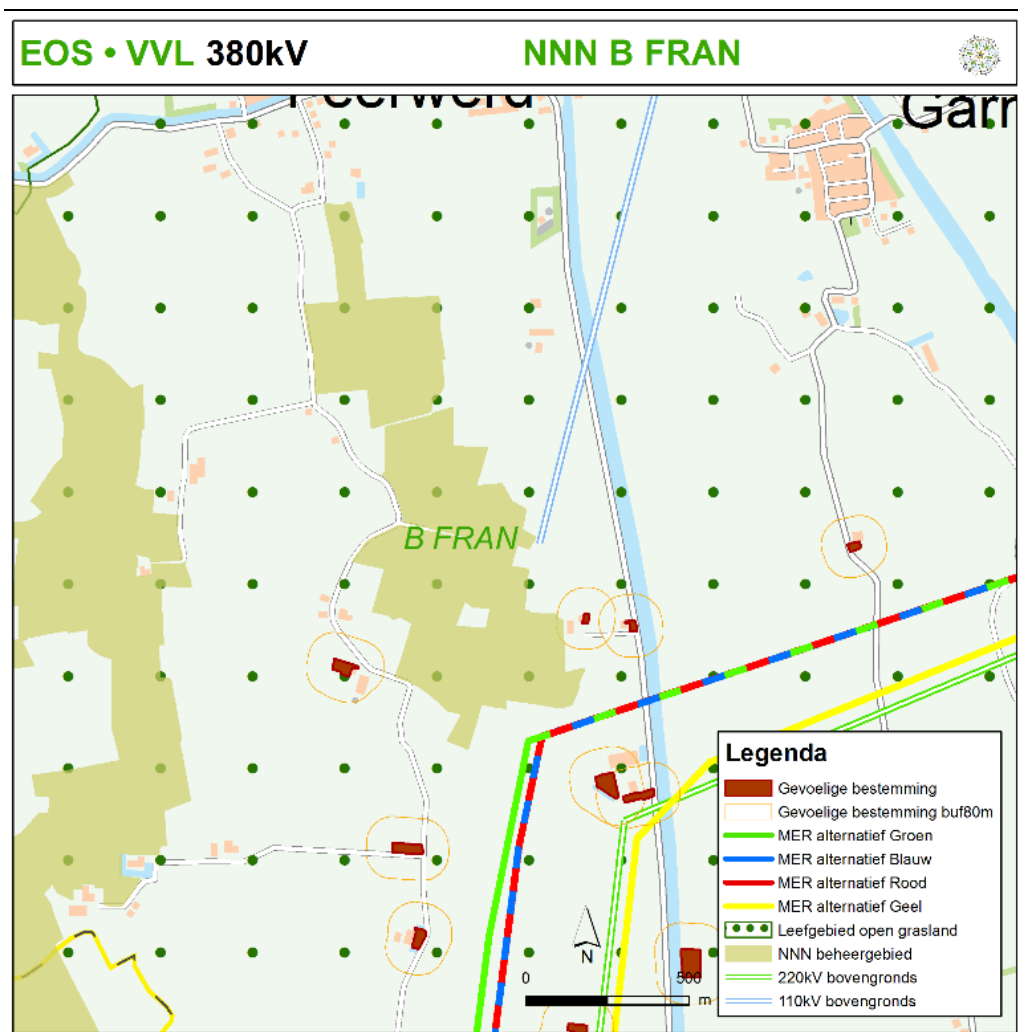 EOS • VVL 380kV NNN B FRAN
B FRAN
Legenda
Gevoelige bestemming
Gevoelige bestemming buf80m
MER alternatief Groen
MER alternatief Blauw
MER alternatief Rood
MER alternatief Geel
Leefgebied open grasland
NNN beheergebied
220kV bovengronds
110kV bovengronds
N
0 500
m